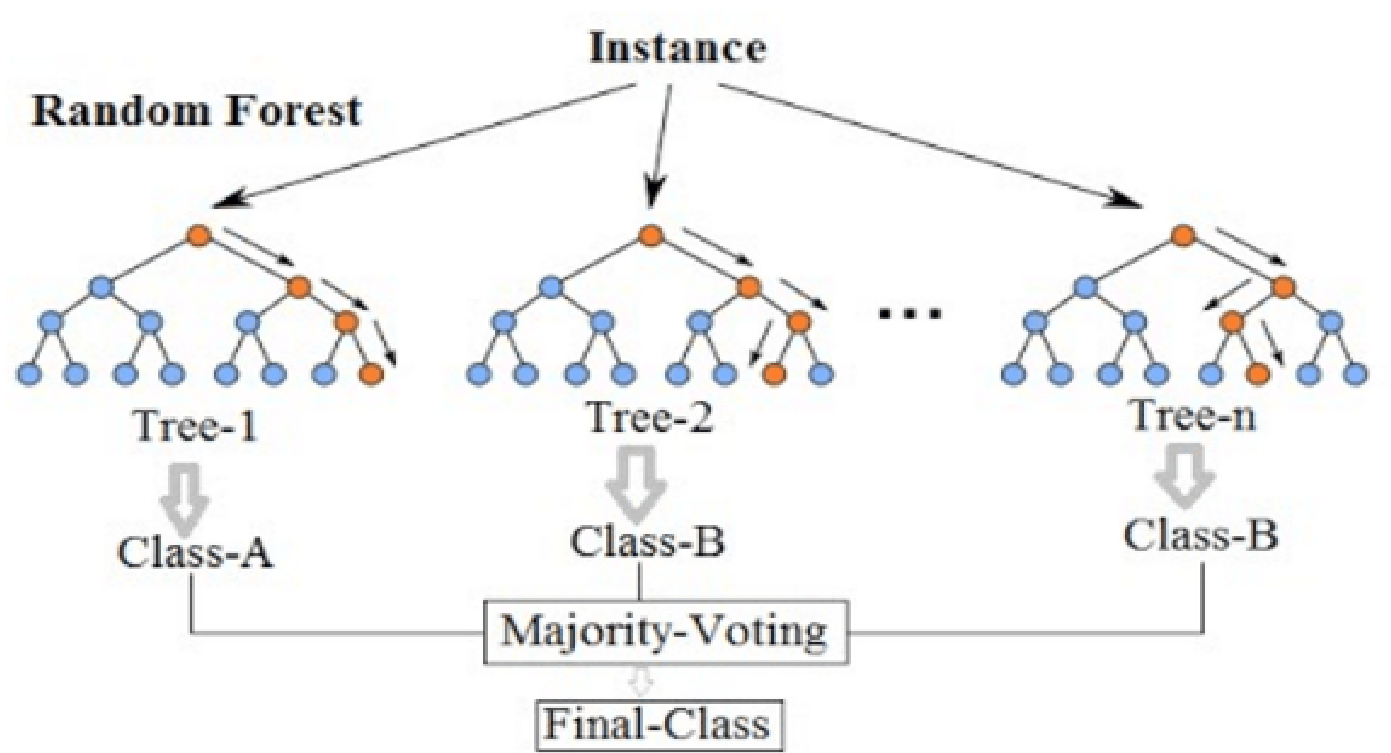 Instance
Random Forest
...
Tree-1
Tree-2
Tree-n
Class-A
Class-B
Class-B
Majority-Voting
Final-Class